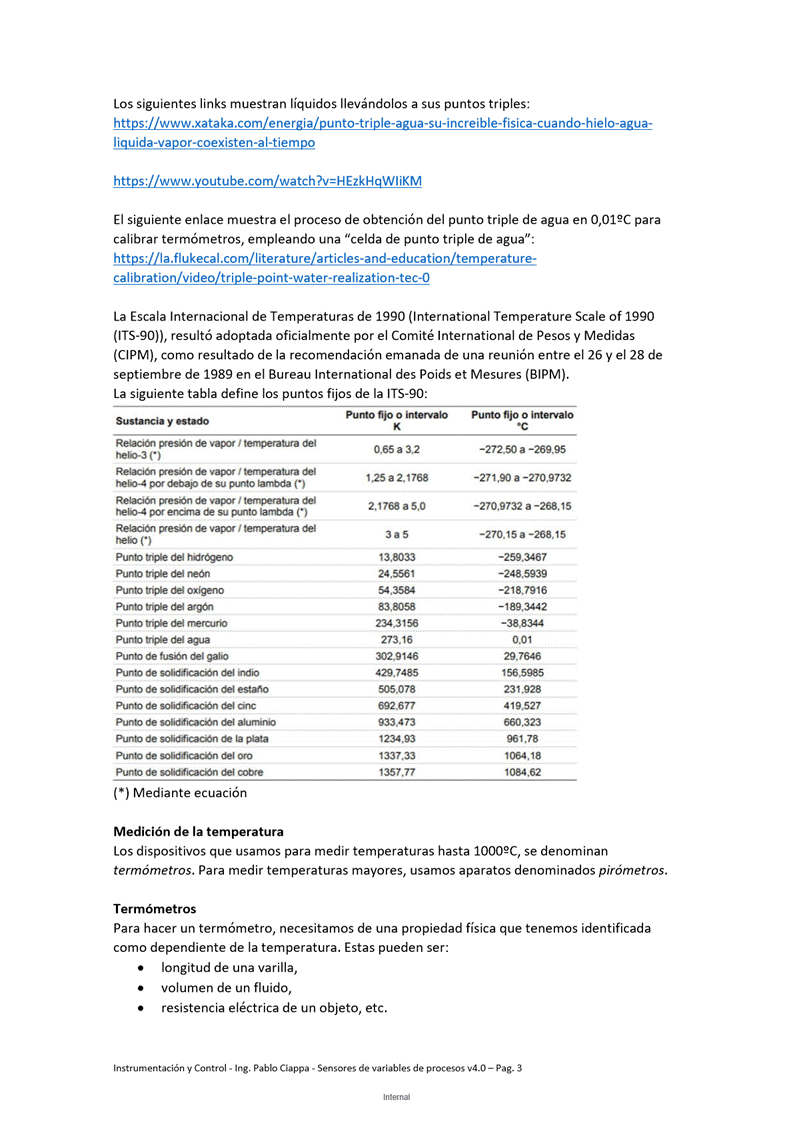 Los siguientes links muestran líquidos llevándolos a sus puntos triples:
https://www.xataka.com/energia/punto-triple-agua-su-increible-fisica-cuando-hielo-agua-
liquida-vapor-coexisten-al-tiempo
https://www.youtube.com/watch?v=HEzkHqWIiKM
El siguiente enlace muestra el proceso de obtención del punto triple de agua en 0,01ºC para
calibrar termómetros, empleando una “celda de punto triple de agua”:
https://la.flukecal.com/literature/articles-and-education/temperature-
calibration/video/triple-point-water-realization-tec-0
La Escala Internacional de Temperaturas de 1990 (International Temperature Scale of 1990
(ITS-90)), resultó adoptada oficialmente por el Comité International de Pesos y Medidas
(CIPM), como resultado de la recomendación emanada de una reunión entre el 26 y el 28 de
septiembre de 1989 en el Bureau International des Poids et Mesures (BIPM).
La siguiente tabla define los puntos fijos de la ITS-90:
Sustancia y estado Punto fijo o intervalo K Punto fijo o intervalo °C
Relación presión de vapor / temperatura del
helio-3 (*) 0,65 a 3,2 −272,50 a −269,95
Relación presión de vapor / temperatura del
helio-4 por debajo de su punto lambda (*) 1,25 a 2,1768 −271,90 a −270,9732
Relación presión de vapor / temperatura del
helio-4 por encima de su punto lambda (*) 2,1768 a 5,0 −270,9732 a −268,15
Relación presión de vapor / temperatura del
helio (*) 3 a 5 −270,15 a −268,15
Punto triple del hidrógeno 13,8033 −259,3467
Punto triple del neón 24,5561 −248,5939
Punto triple del oxígeno 54,3584 −218,7916
Punto triple del argón 83,8058 −189,3442
Punto triple del mercurio 234,3156 −38,8344
Punto triple del agua 273,16 0,01
Punto de fusión del galio 302,9146 29,7646
Punto de solidificación del indio 429,7485 156,5985
Punto de solidificación del estaño 505,078 231,928
Punto de solidificación del cinc 692,677 419,527
Punto de solidificación del aluminio 933,473 660,323
Punto de solidificación de la plata 1234,93 961,78
Punto de solidificación del oro 1337,33 1064,18
Punto de solidificación del cobre 1357,77 1084,62
(*) Mediante ecuación
Medición de la temperatura
Los dispositivos que usamos para medir temperaturas hasta 1000ºC, se denominan
termómetros. Para medir temperaturas mayores, usamos aparatos denominados pirómetros.
Termómetros
Para hacer un termómetro, necesitamos de una propiedad física que tenemos identificada
como dependiente de la temperatura. Estas pueden ser:
• longitud de una varilla,
• volumen de un fluido,
• resistencia eléctrica de un objeto, etc.
Instrumentación y Control - Ing. Pablo Ciappa - Sensores de variables de procesos v4.0 – Pag. 3
Internal